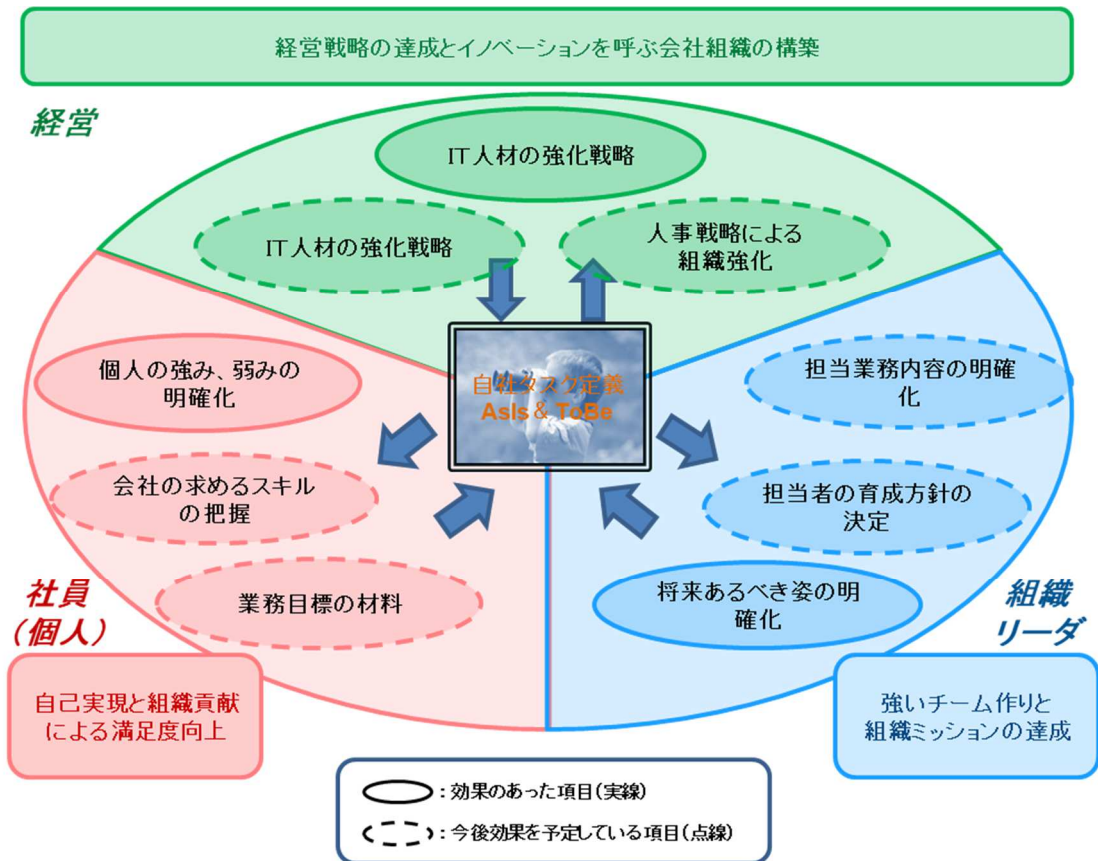 経営戦略の達成とイノベーションを呼ぶ会社組織の構築
経営
IT人材の強化戦略
IT人材の強化戦略
人事戦略による
組織強化
個人の強み、弱みの
明確化
自社タスク定義
AsIs & ToBe
担当業務内容の明確
化
会社の求めるスキル
の把握
担当者の育成方針の
決定
業務目標の材料
将来あるべき姿の明
確化
社員
(個人)
組織
リーダ
自己実現と組織貢献
による満足度向上
強いチーム作りと
組織ミッションの達成
:効果のあった項目(実線)
:今後効果を予定している項目(点線)